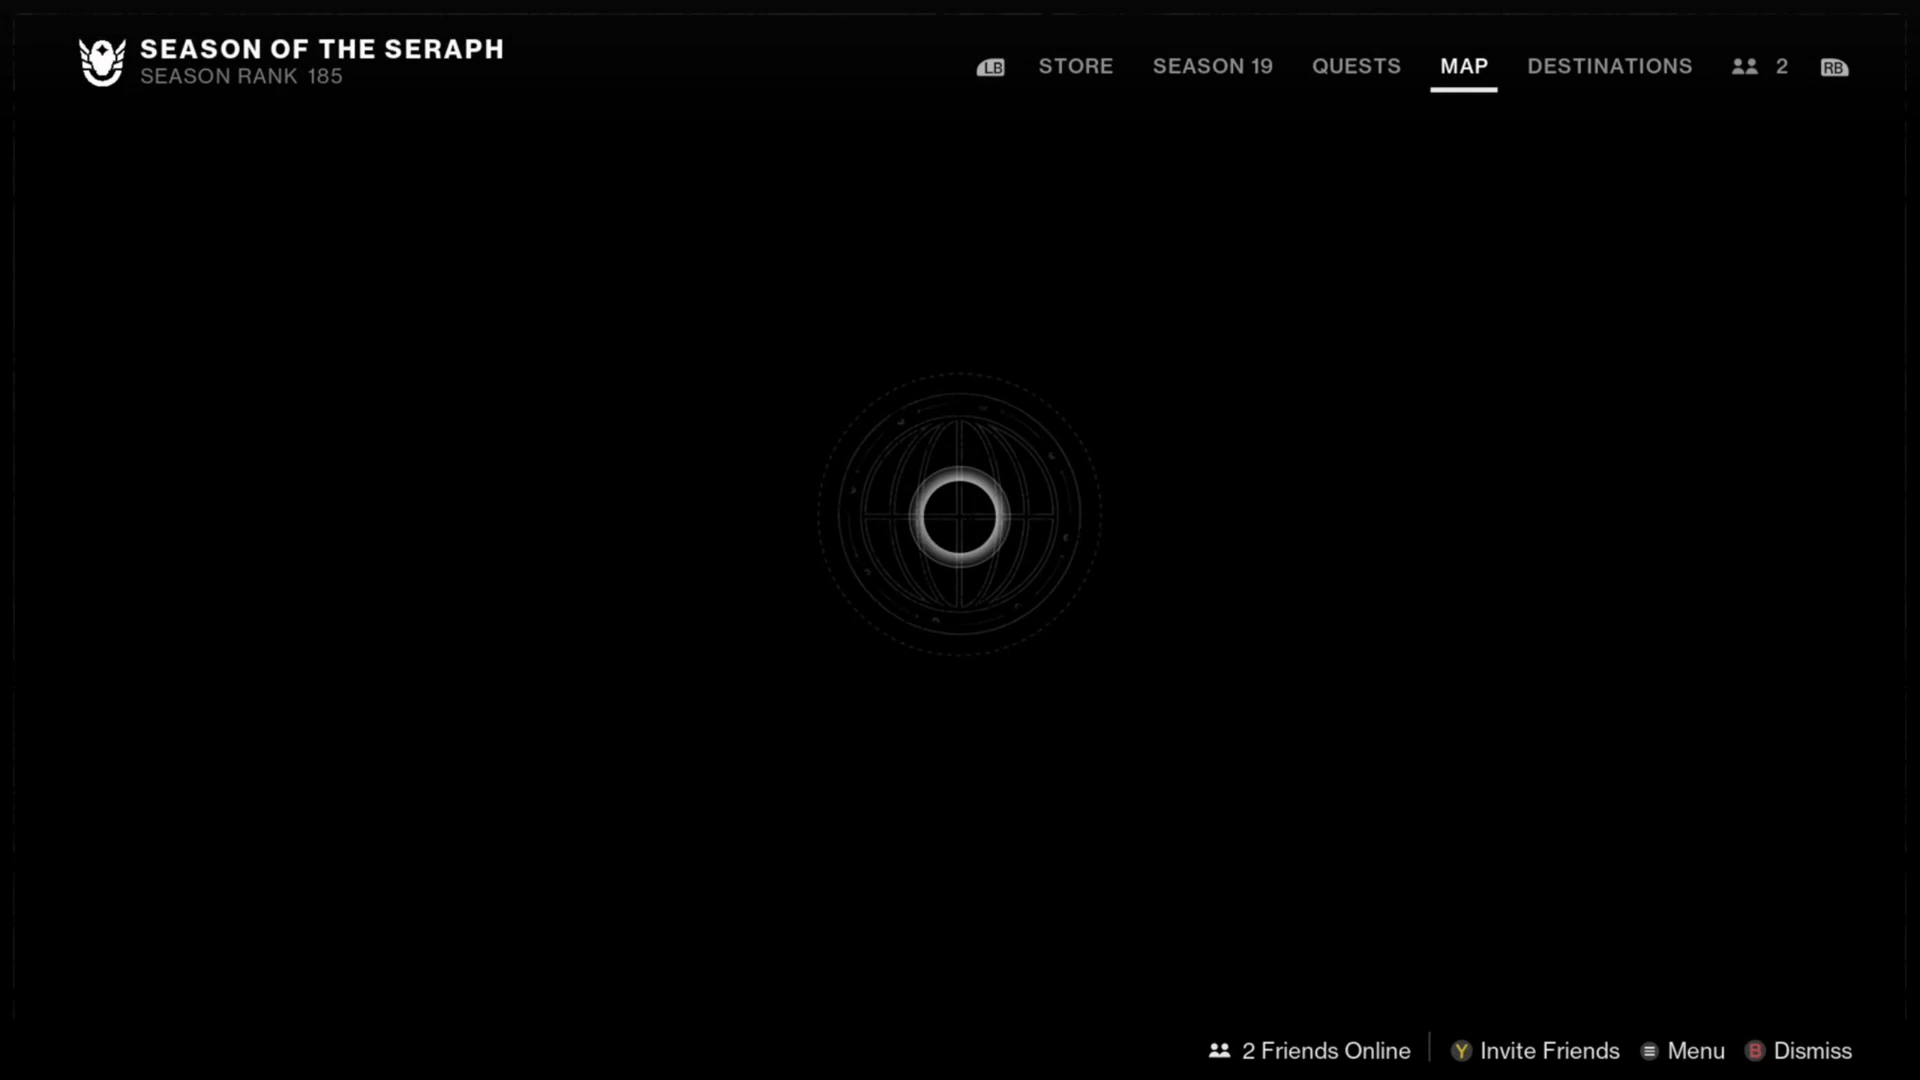 SEASON OF THE SERAPH
SEASON RANK 185
LB STORE SEASON 19 QUESTS MAP DESTINATIONS 2 RB
2 Friends Online Y Invite Friends Menu B Dismiss